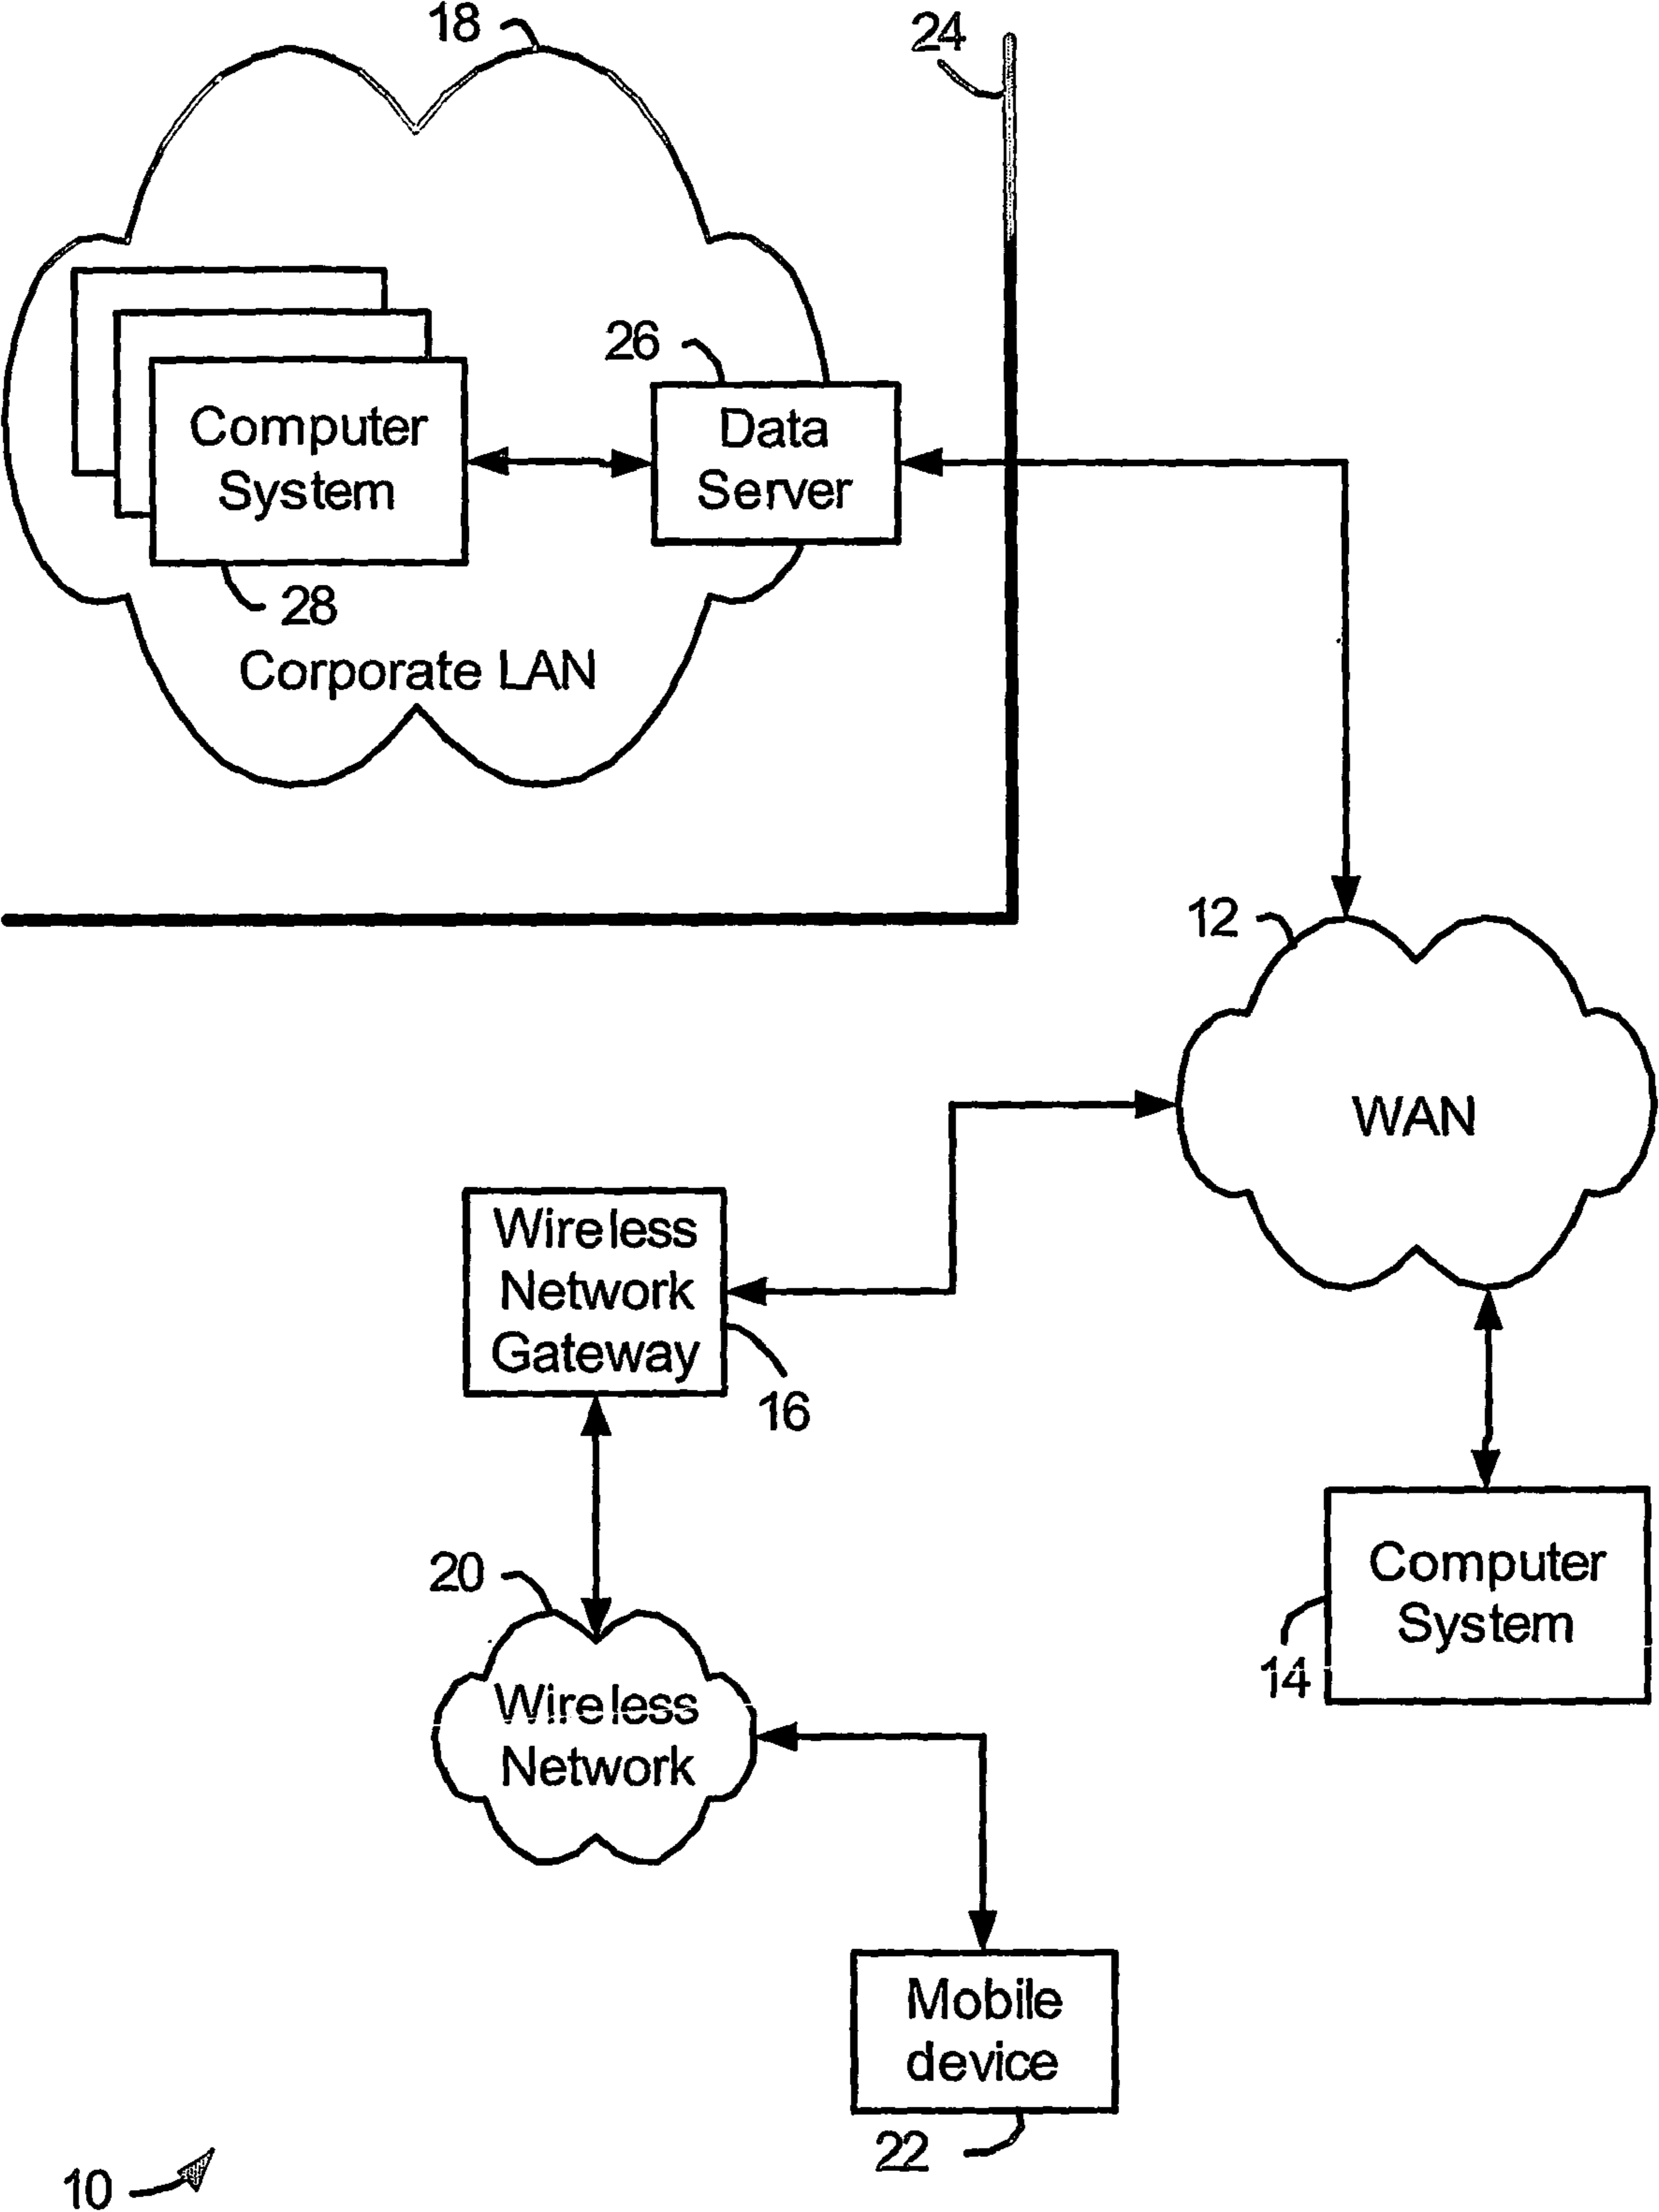 18
24
26
Computer
System
Data
Server
28
Corporate LAN
12
WAN
Wireless
Network
Gateway
16
20
Computer
System
14
Wireless
Network
Mobile
device
22
10